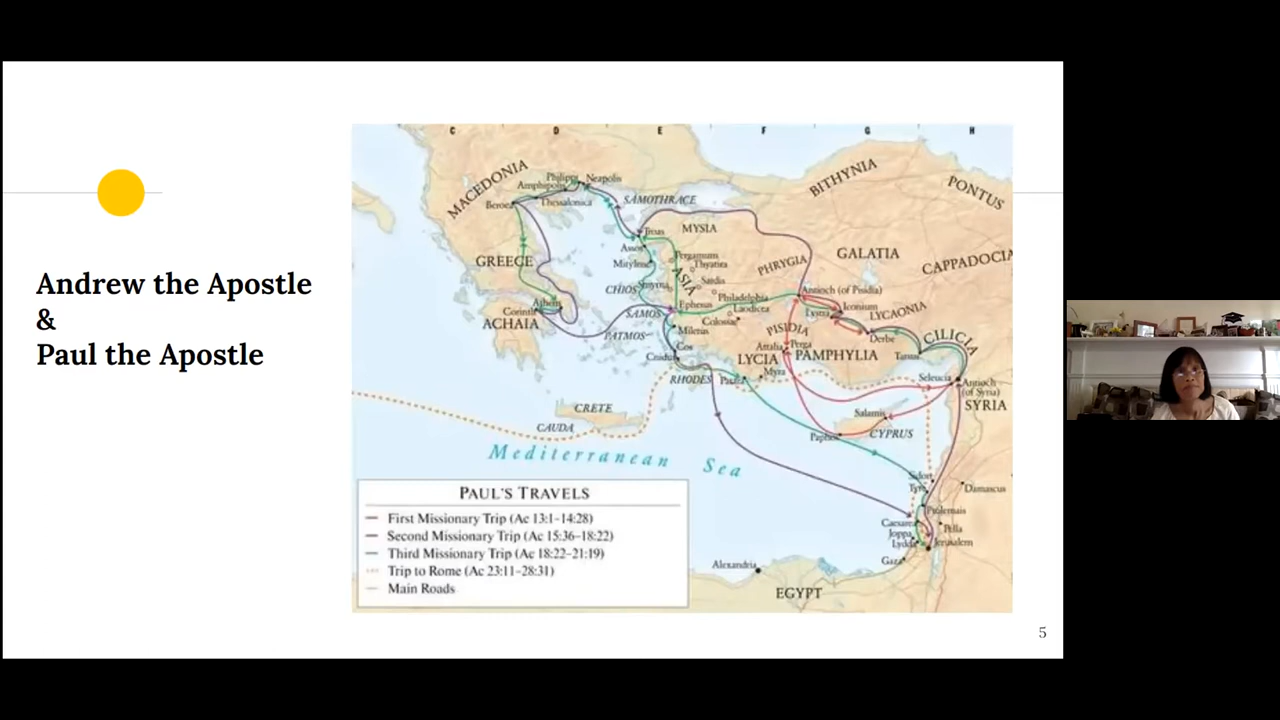 Andrew the Apostle
&
Paul the Apostle
C D E F G H
MACEDONIA
Philippi
Neapolis
Amphipolis
Beroea
Thessalonica
SAMOTHRACE
BITHYNIA
PONTUS
Troas
MYSIA
Assos
Mitylene
Pergamum
Thyatira
GREECE
ASIA
Sardis
PHRYGIA
GALATIA
CAPPADOCIA
CHIOS
Smyrna
Philadelphia
Antioch (of Pisidia)
Athens
Ephesus
Laodicea
Iconium
Corinth
SAMOS
Colossae
Lystra
LYCAONIA
ACHAIA
Miletus
PISIDIA
Derbe
CILICIA
PATMOS
Cos
Attalia
Perga
Tarsus
Cnidus
LYCIA
PAMPHYLIA
RHODES
Myra
Seleucia
Antioch
(of Syria)
SYRIA
CRETE
Salamis
CAUDA
Paphos
CYPRUS
Mediterranean Sea
Sidon
Tyre
Damascus
PAUL'S TRAVELS
First Missionary Trip (Ac 13:1–14:28)
Second Missionary Trip (Ac 15:36–18:22)
Third Missionary Trip (Ac 18:22–21:19)
Trip to Rome (Ac 23:11–28:31)
Main Roads
Ptolemais
Caesarea
Pella
Joppa
Lydda
Jerusalem
Gaza
Alexandria
EGYPT
5